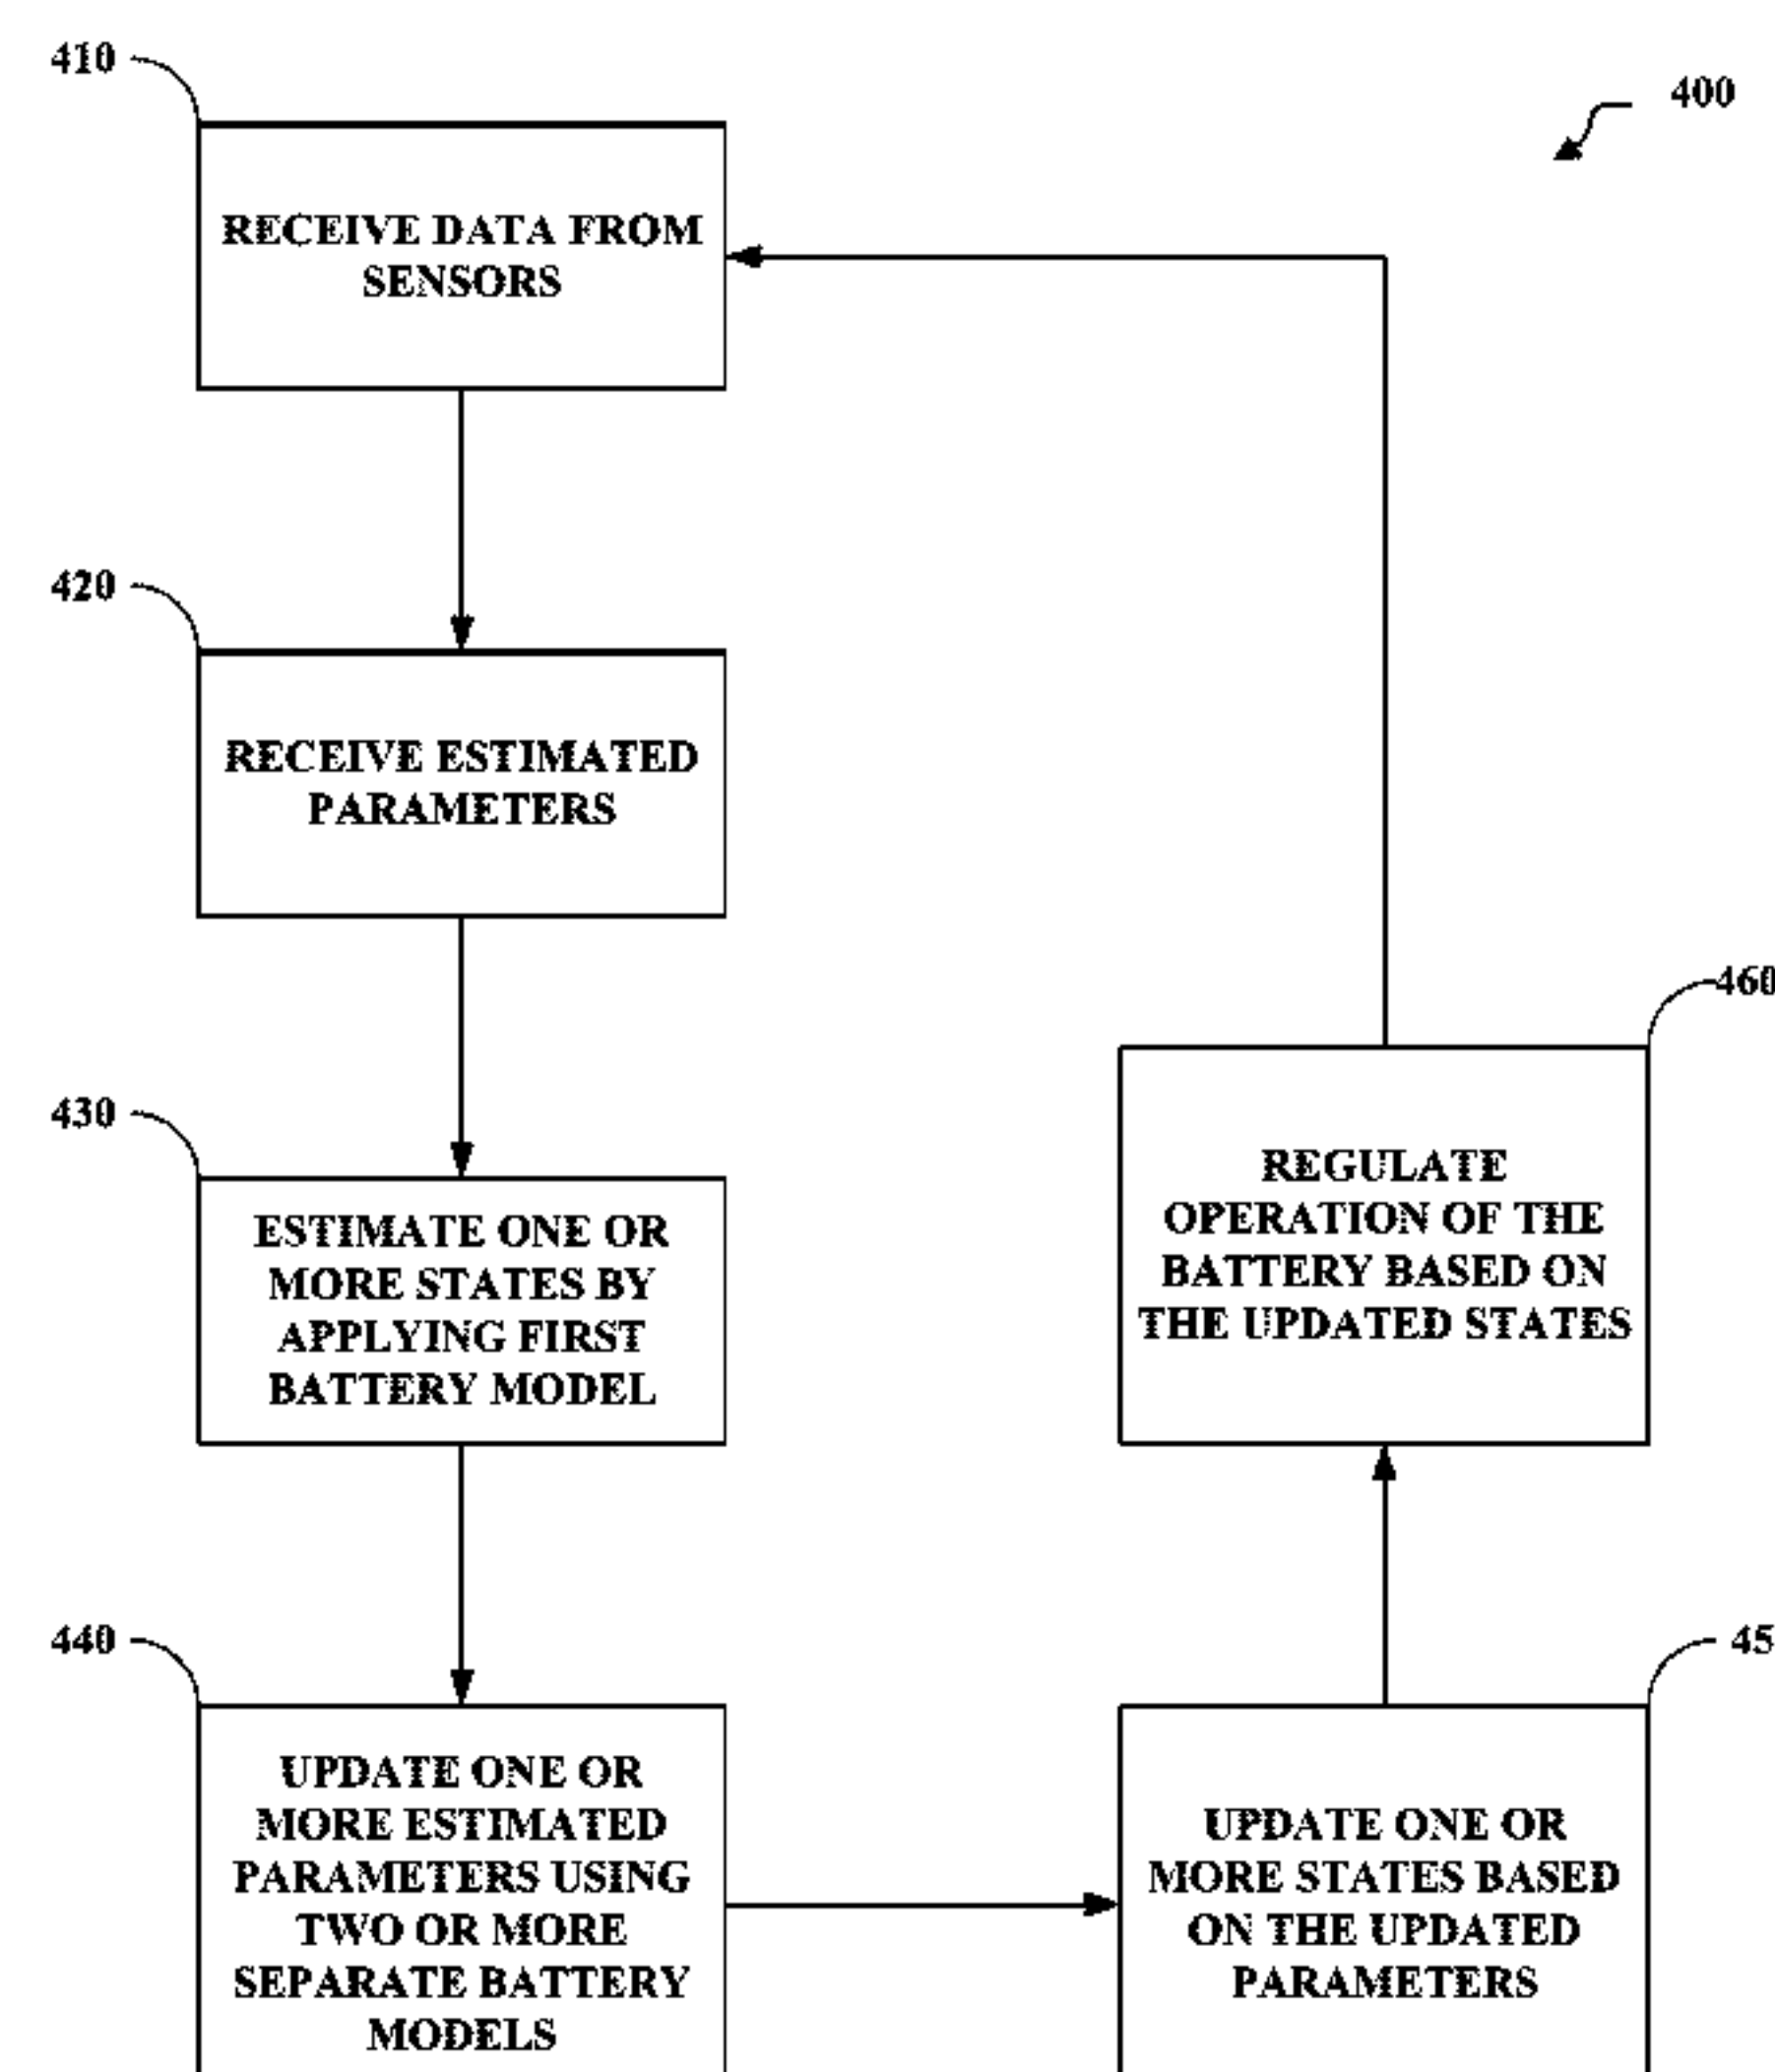 410
400
RECEIVE DATA FROM
SENSORS
420
RECEIVE ESTIMATED
PARAMETERS
430
ESTIMATE ONE OR
MORE STATES BY
APPLYING FIRST
BATTERY MODEL
440
UPDATE ONE OR
MORE ESTIMATED
PARAMETERS USING
TWO OR MORE
SEPARATE BATTERY
MODELS
45
UPDATE ONE OR
MORE STATES BASED
ON THE UPDATED
PARAMETERS
460
REGULATE
OPERATION OF THE
BATTERY BASED ON
THE UPDATED STATES